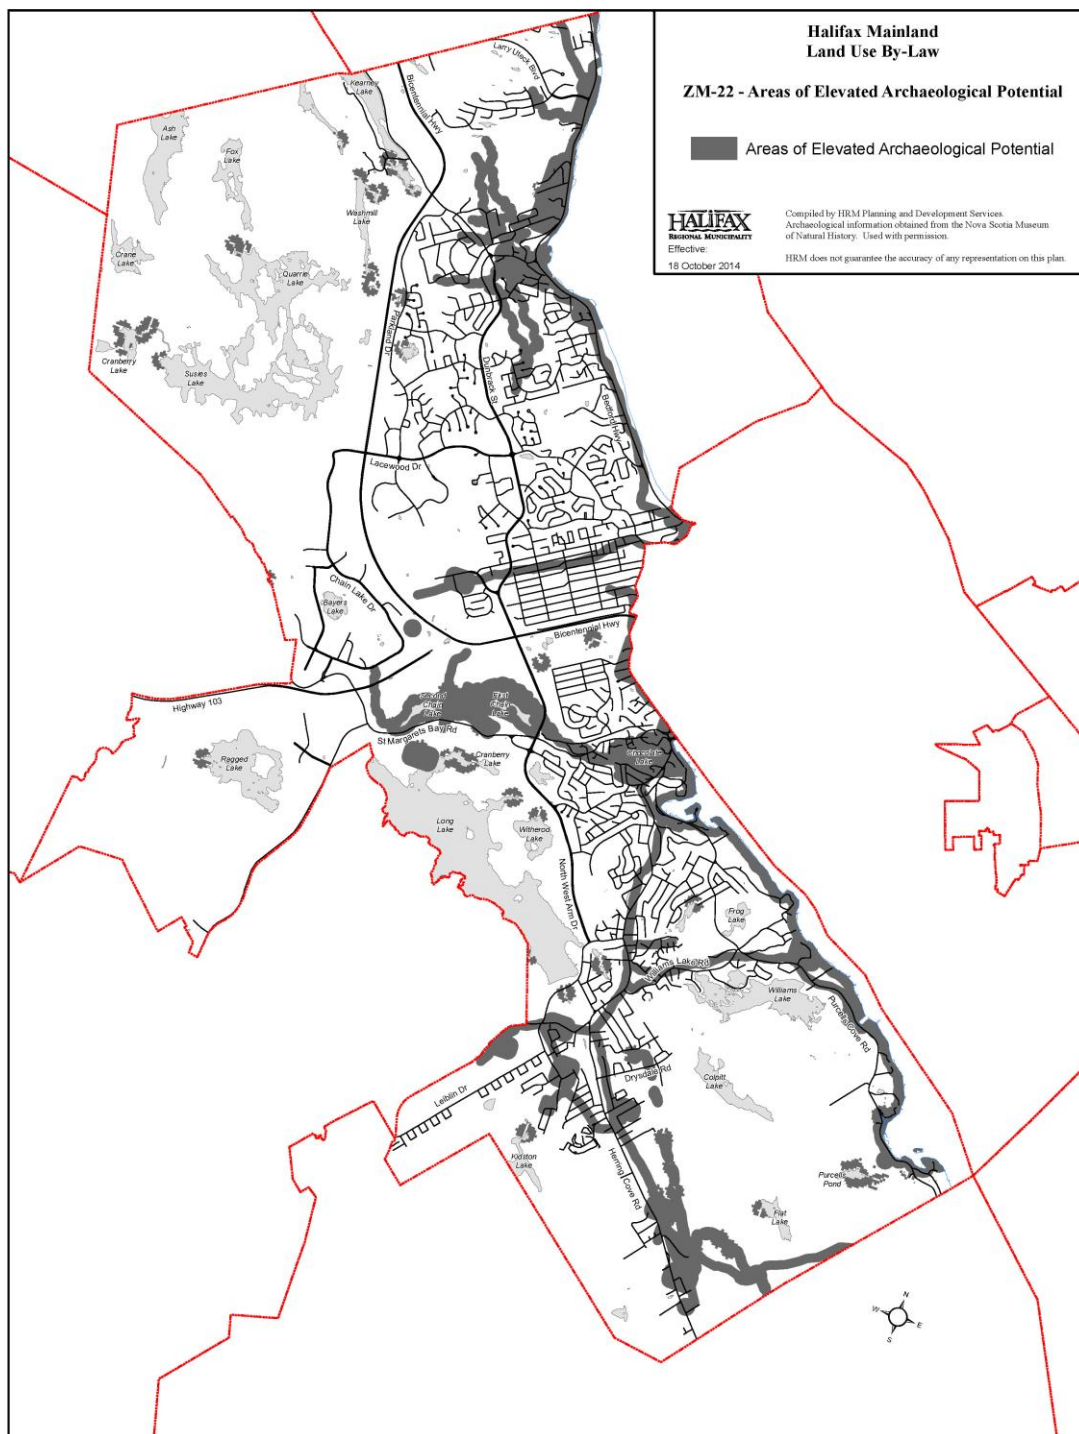 Halifax Mainland
Land Use By-Law
ZM-22 - Areas of Elevated Archaeological Potential
Areas of Elevated Archaeological Potential
HALIFAX
REGIONAL MUNICIPALITY
Effective:
18 October 2014
Compiled by HRM Planning and Development Services.
Archaeological information obtained from the Nova Scotia Museum
of Natural History. Used with permission.
HRM does not guarantee the accuracy of any representation on this plan.
Larry Uteck Blvd
Kearney
Lake
Bicentennial Hwy
Ash
Lake
Fox
Lake
Washmill
Lake
Crane
Lake
Quarrie
Lake
Parkland Dr
Cranberry
Lake
Susies
Lake
Dunbrack St
Bedford Hwy
Lacewood Dr
Chain Lake Dr
Bayers
Lake
Bicentennial Hwy
Highway 103
Second
Chain
Lake
First
Chain
Lake
St Margarets Bay Rd
Ragged
Lake
Cranberry
Lake
Chocolate
Lake
Long
Lake
Witherod
Lake
North West Arm Dr
Frog
Lake
Williams Lake Rd
Williams
Lake
Purcells Cove Rd
Drysdale Rd
Colpitt
Lake
Leiblin Dr
Kidston
Lake
Herring Cove Rd
Purcells
Pond
Flat
Lake
N
W
E
S